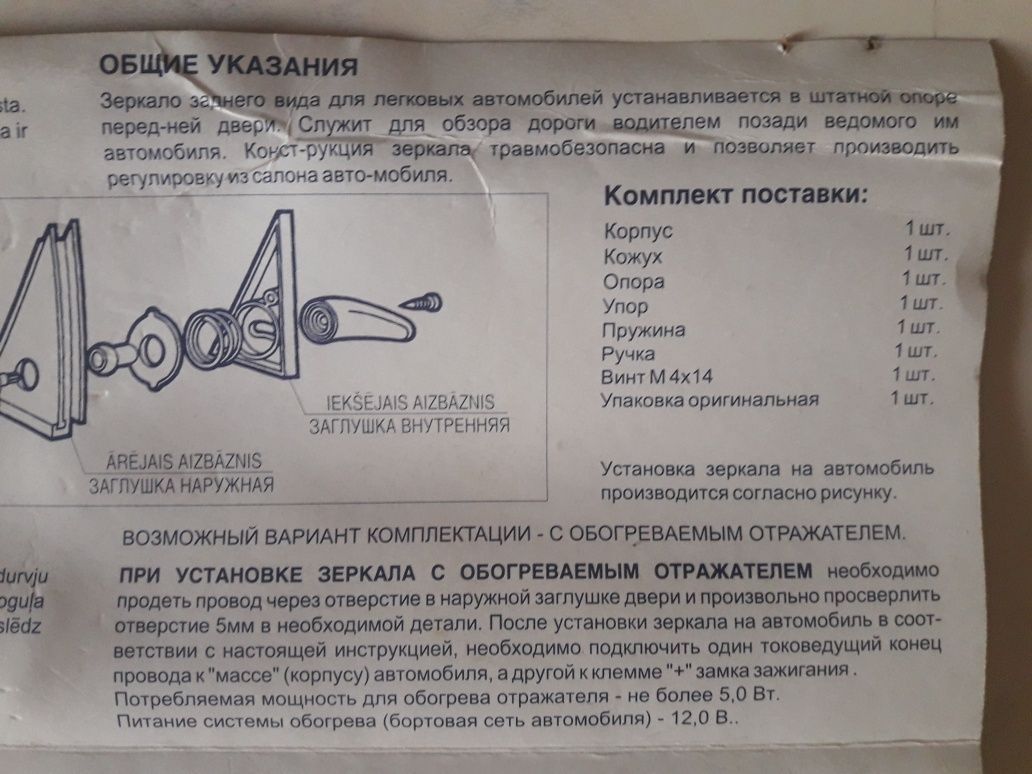 ОБЩИЕ УКАЗАНИЯ
Зеркало заднего вида для легковых автомобилей устанавливается в штатной опоре
перед-ней двери. Служит для обзора дороги водителем позади ведомого им
автомобиля. Конст-рукция зеркала травмобезопасна и позволяет производить
регулировку из салона авто-мобиля.
sta.
a ir
Комплект поставки:
Корпус 1 шт.
Кожух 1 шт.
Опора 1 шт.
Упор 1 шт.
Пружина 1 шт.
Ручка 1 шт.
Винт М 4х14 1 шт.
Упаковка оригинальная 1 шт.
IEKŠĒJAIS AIZBĀZNIS
ЗАГЛУШКА ВНУТРЕННЯЯ
ĀRĒJAIS AIZBĀZNIS
ЗАГЛУШКА НАРУЖНАЯ
Установка зеркала на автомобиль
производится согласно рисунку.
ВОЗМОЖНЫЙ ВАРИАНТ КОМПЛЕКТАЦИИ - С ОБОГРЕВАЕМЫМ ОТРАЖАТЕЛЕМ.
durvju
oguļa
slēdz
ПРИ УСТАНОВКЕ ЗЕРКАЛА С ОБОГРЕВАЕМЫМ ОТРАЖАТЕЛЕМ необходимо
продеть провод через отверстие в наружной заглушке двери и произвольно просверлить
отверстие 5мм в необходимой детали. После установки зеркала на автомобиль в соот-
ветствии с настоящей инструкцией, необходимо подключить один токоведущий конец
провода к "массе" (корпусу) автомобиля, а другой к клемме "+" замка зажигания .
Потребляемая мощность для обогрева отражателя - не более 5,0 Вт.
Питание системы обогрева (бортовая сеть автомобиля) - 12,0 В..